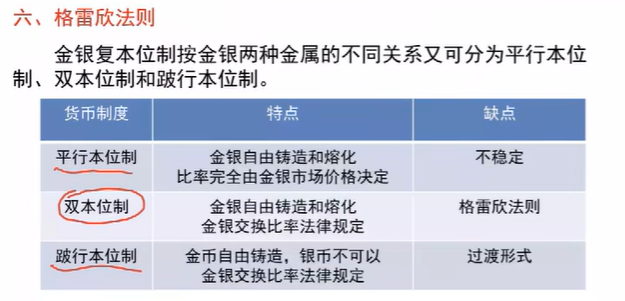 六、格雷欣法则
金银复本位制按金银两种金属的不同关系又可分为平行本位
制、双本位制和跛行本位制。
货币制度 特点 缺点
平行本位制 金银自由铸造和熔化 不稳定
比率完全由金银市场价格决定
双本位制 金银自由铸造和熔化 格雷欣法则
金银交换比率法律规定
跛行本位制 金币自由铸造，银币不可以 过渡形式
金银交换比率法律规定